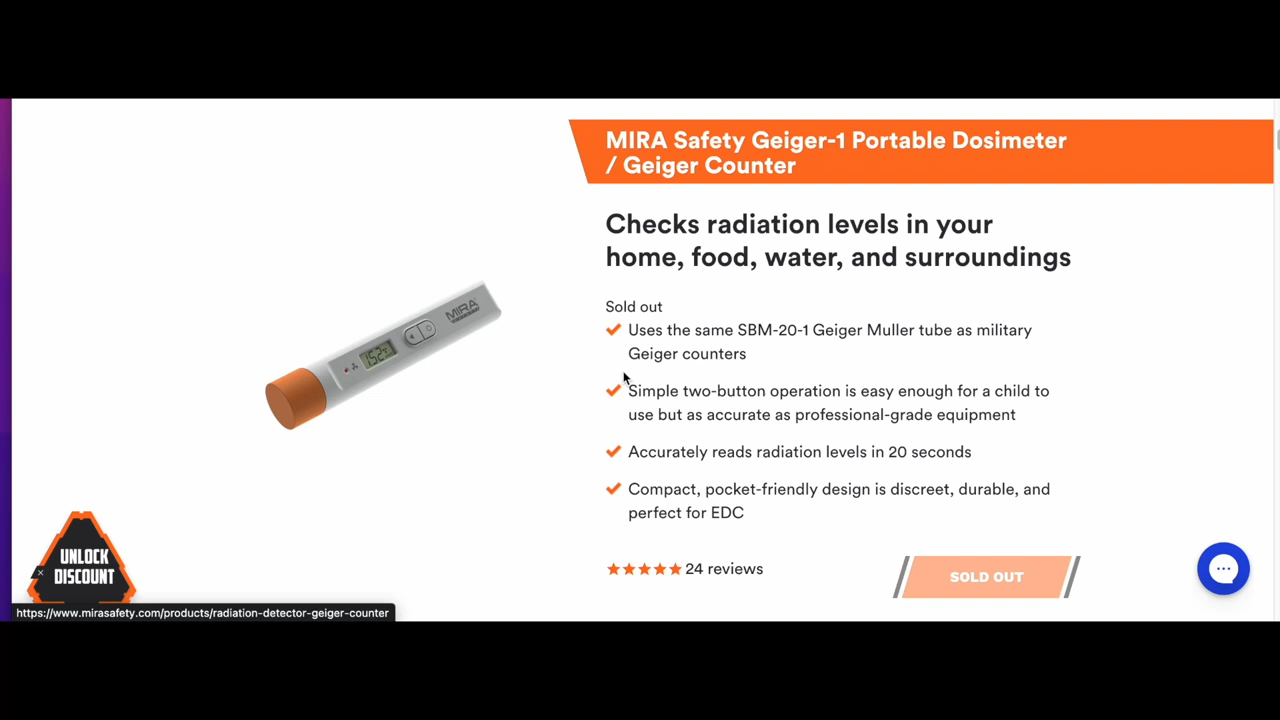 MIRA Safety Geiger-1 Portable Dosimeter
/ Geiger Counter
Checks radiation levels in your
home, food, water, and surroundings
Sold out
Uses the same SBM-20-1 Geiger Muller tube as military
Geiger counters
Simple two-button operation is easy enough for a child to
use but as accurate as professional-grade equipment
Accurately reads radiation levels in 20 seconds
Compact, pocket-friendly design is discreet, durable, and
perfect for EDC
24 reviews
SOLD OUT
MIRA
UNLOCK
DISCOUNT
https://www.mirasafety.com/products/radiation-detector-geiger-counter